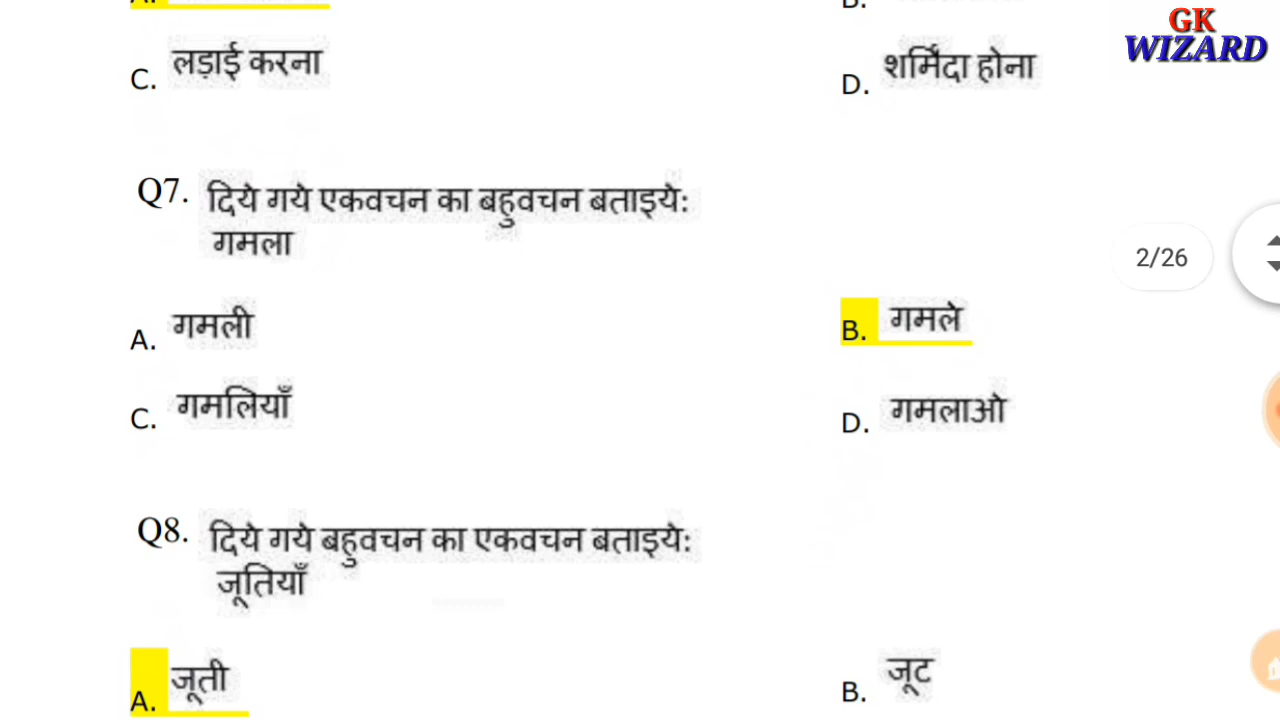 A.
B.
GK
WIZARD
C. लड़ाई करना
D. शर्मिंदा होना
Q7. दिये गये एकवचन का बहुवचन बताइये:
गमला
2/26
A. गमली
B. गमले
C. गमलियाँ
D. गमलाओ
Q8. दिये गये बहुवचन का एकवचन बताइये:
जूतियाँ
A. जूती
B. जूट